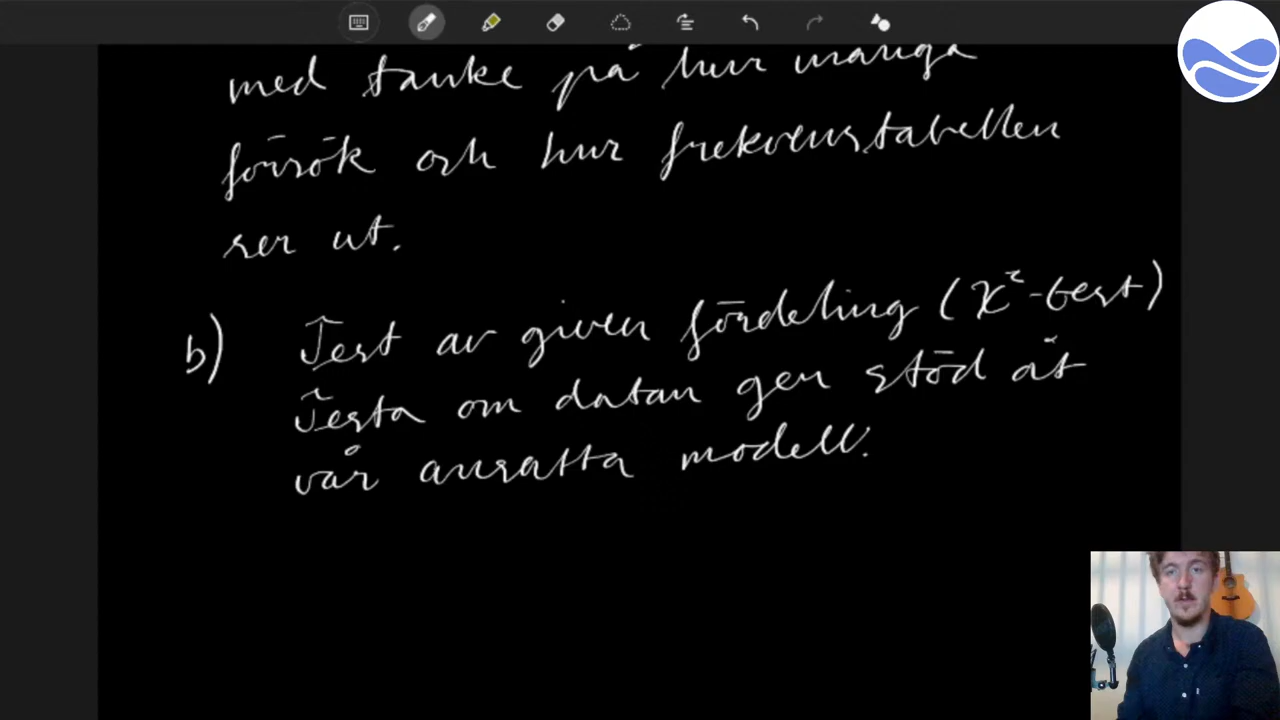 med tanke på hur många
försök och hur frekvenstabellen
ser ut.
b) Test av given fördelning (χ²-test)
Testa om datan ger stöd åt
vår ansatta modell.